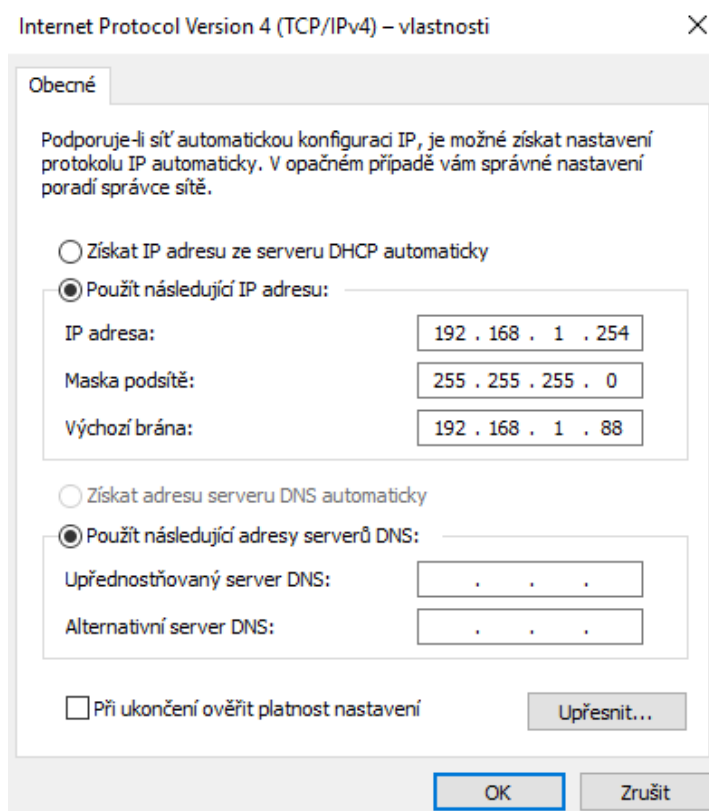 Internet Protocol Version 4 (TCP/IPv4) – vlastnosti
Obecné
Podporuje-li síť automatickou konfiguraci IP, je možné získat nastavení
protokolu IP automaticky. V opačném případě vám správné nastavení
poradí správce sítě.
Získat IP adresu ze serveru DHCP automaticky
Použít následující IP adresu:
IP adresa: 192 . 168 . 1 . 254
Maska podsítě: 255 . 255 . 255 . 0
Výchozí brána: 192 . 168 . 1 . 88
Získat adresu serveru DNS automaticky
Použít následující adresy serverů DNS:
Upřednostňovaný server DNS: . . .
Alternativní server DNS: . . .
Při ukončení ověřit platnost nastavení Upřesnit...
OK Zrušit